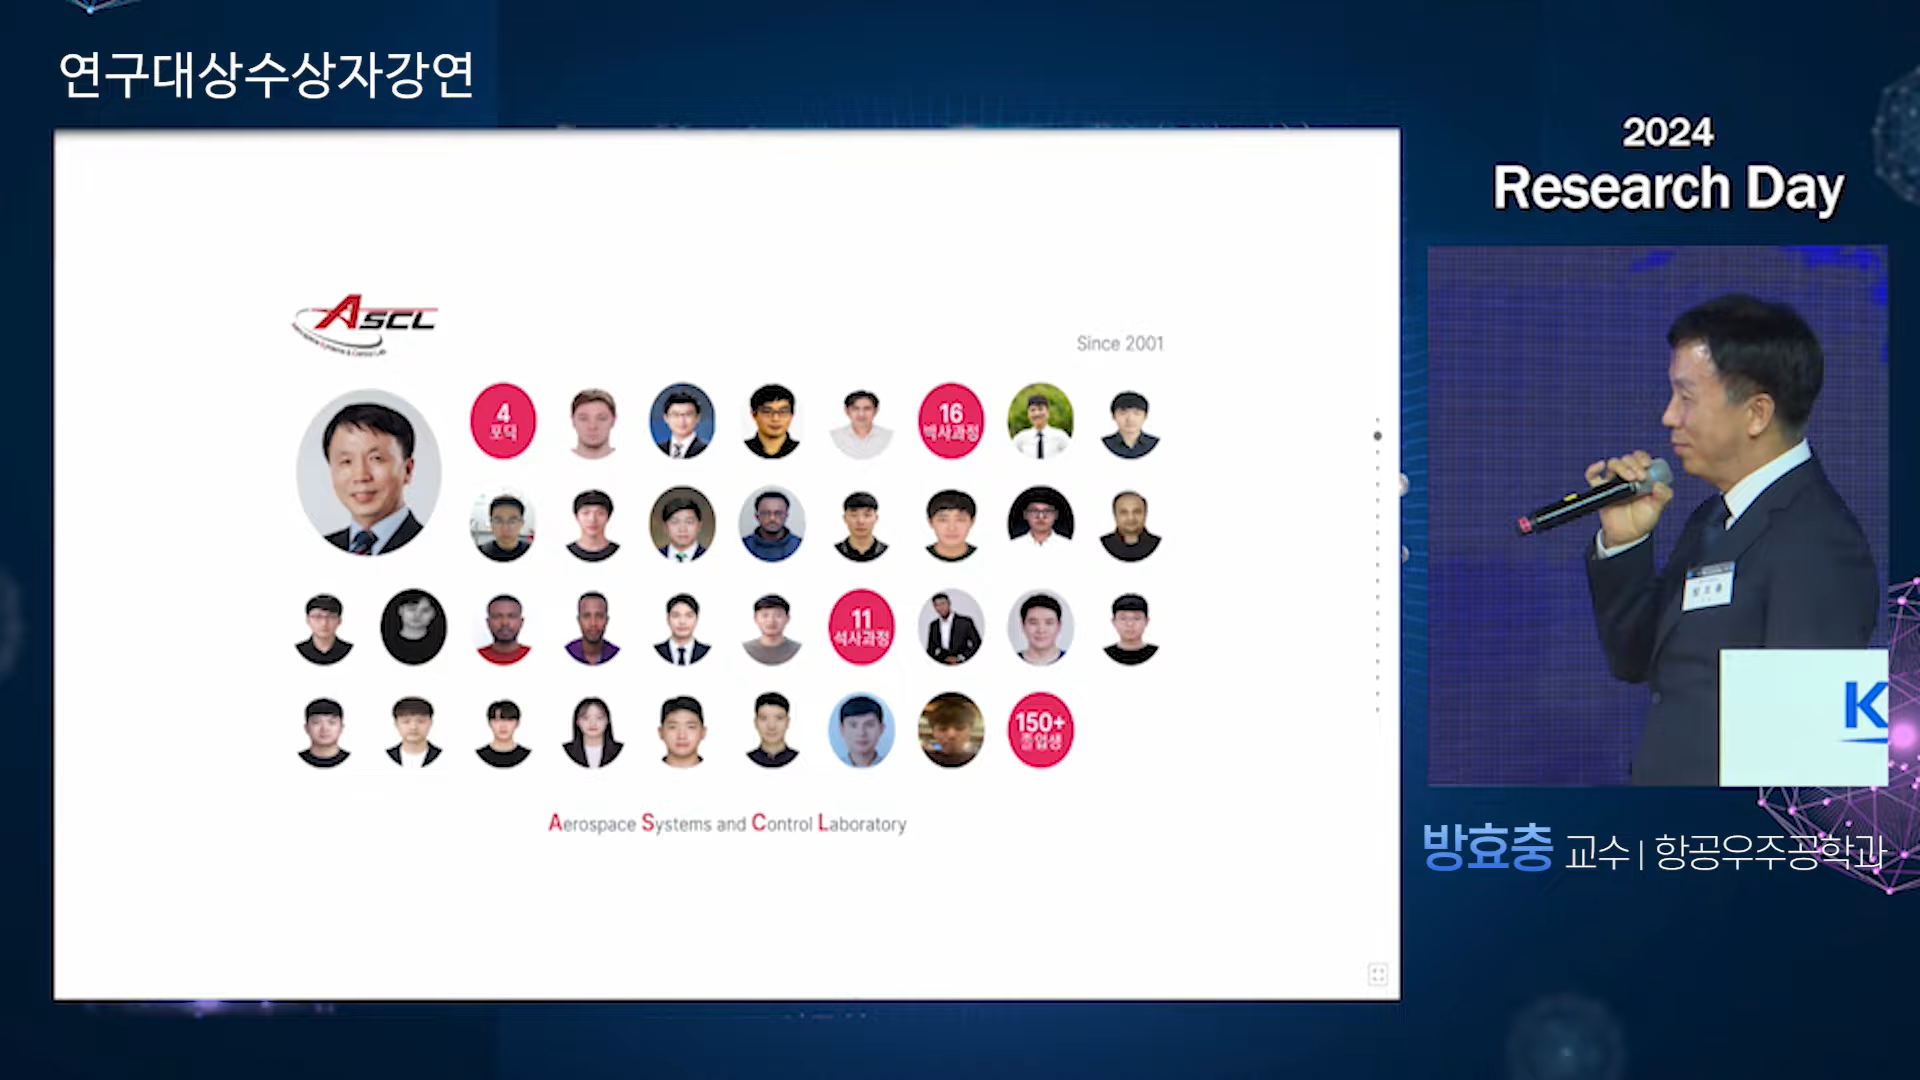 연구대상수상자강연
2024
Research Day
ASCL
Since 2001
4
포닥
16
박사과정
11
석사과정
150+
졸업생
Aerospace Systems and Control Laboratory
K
방효충 교수 | 항공우주공학과